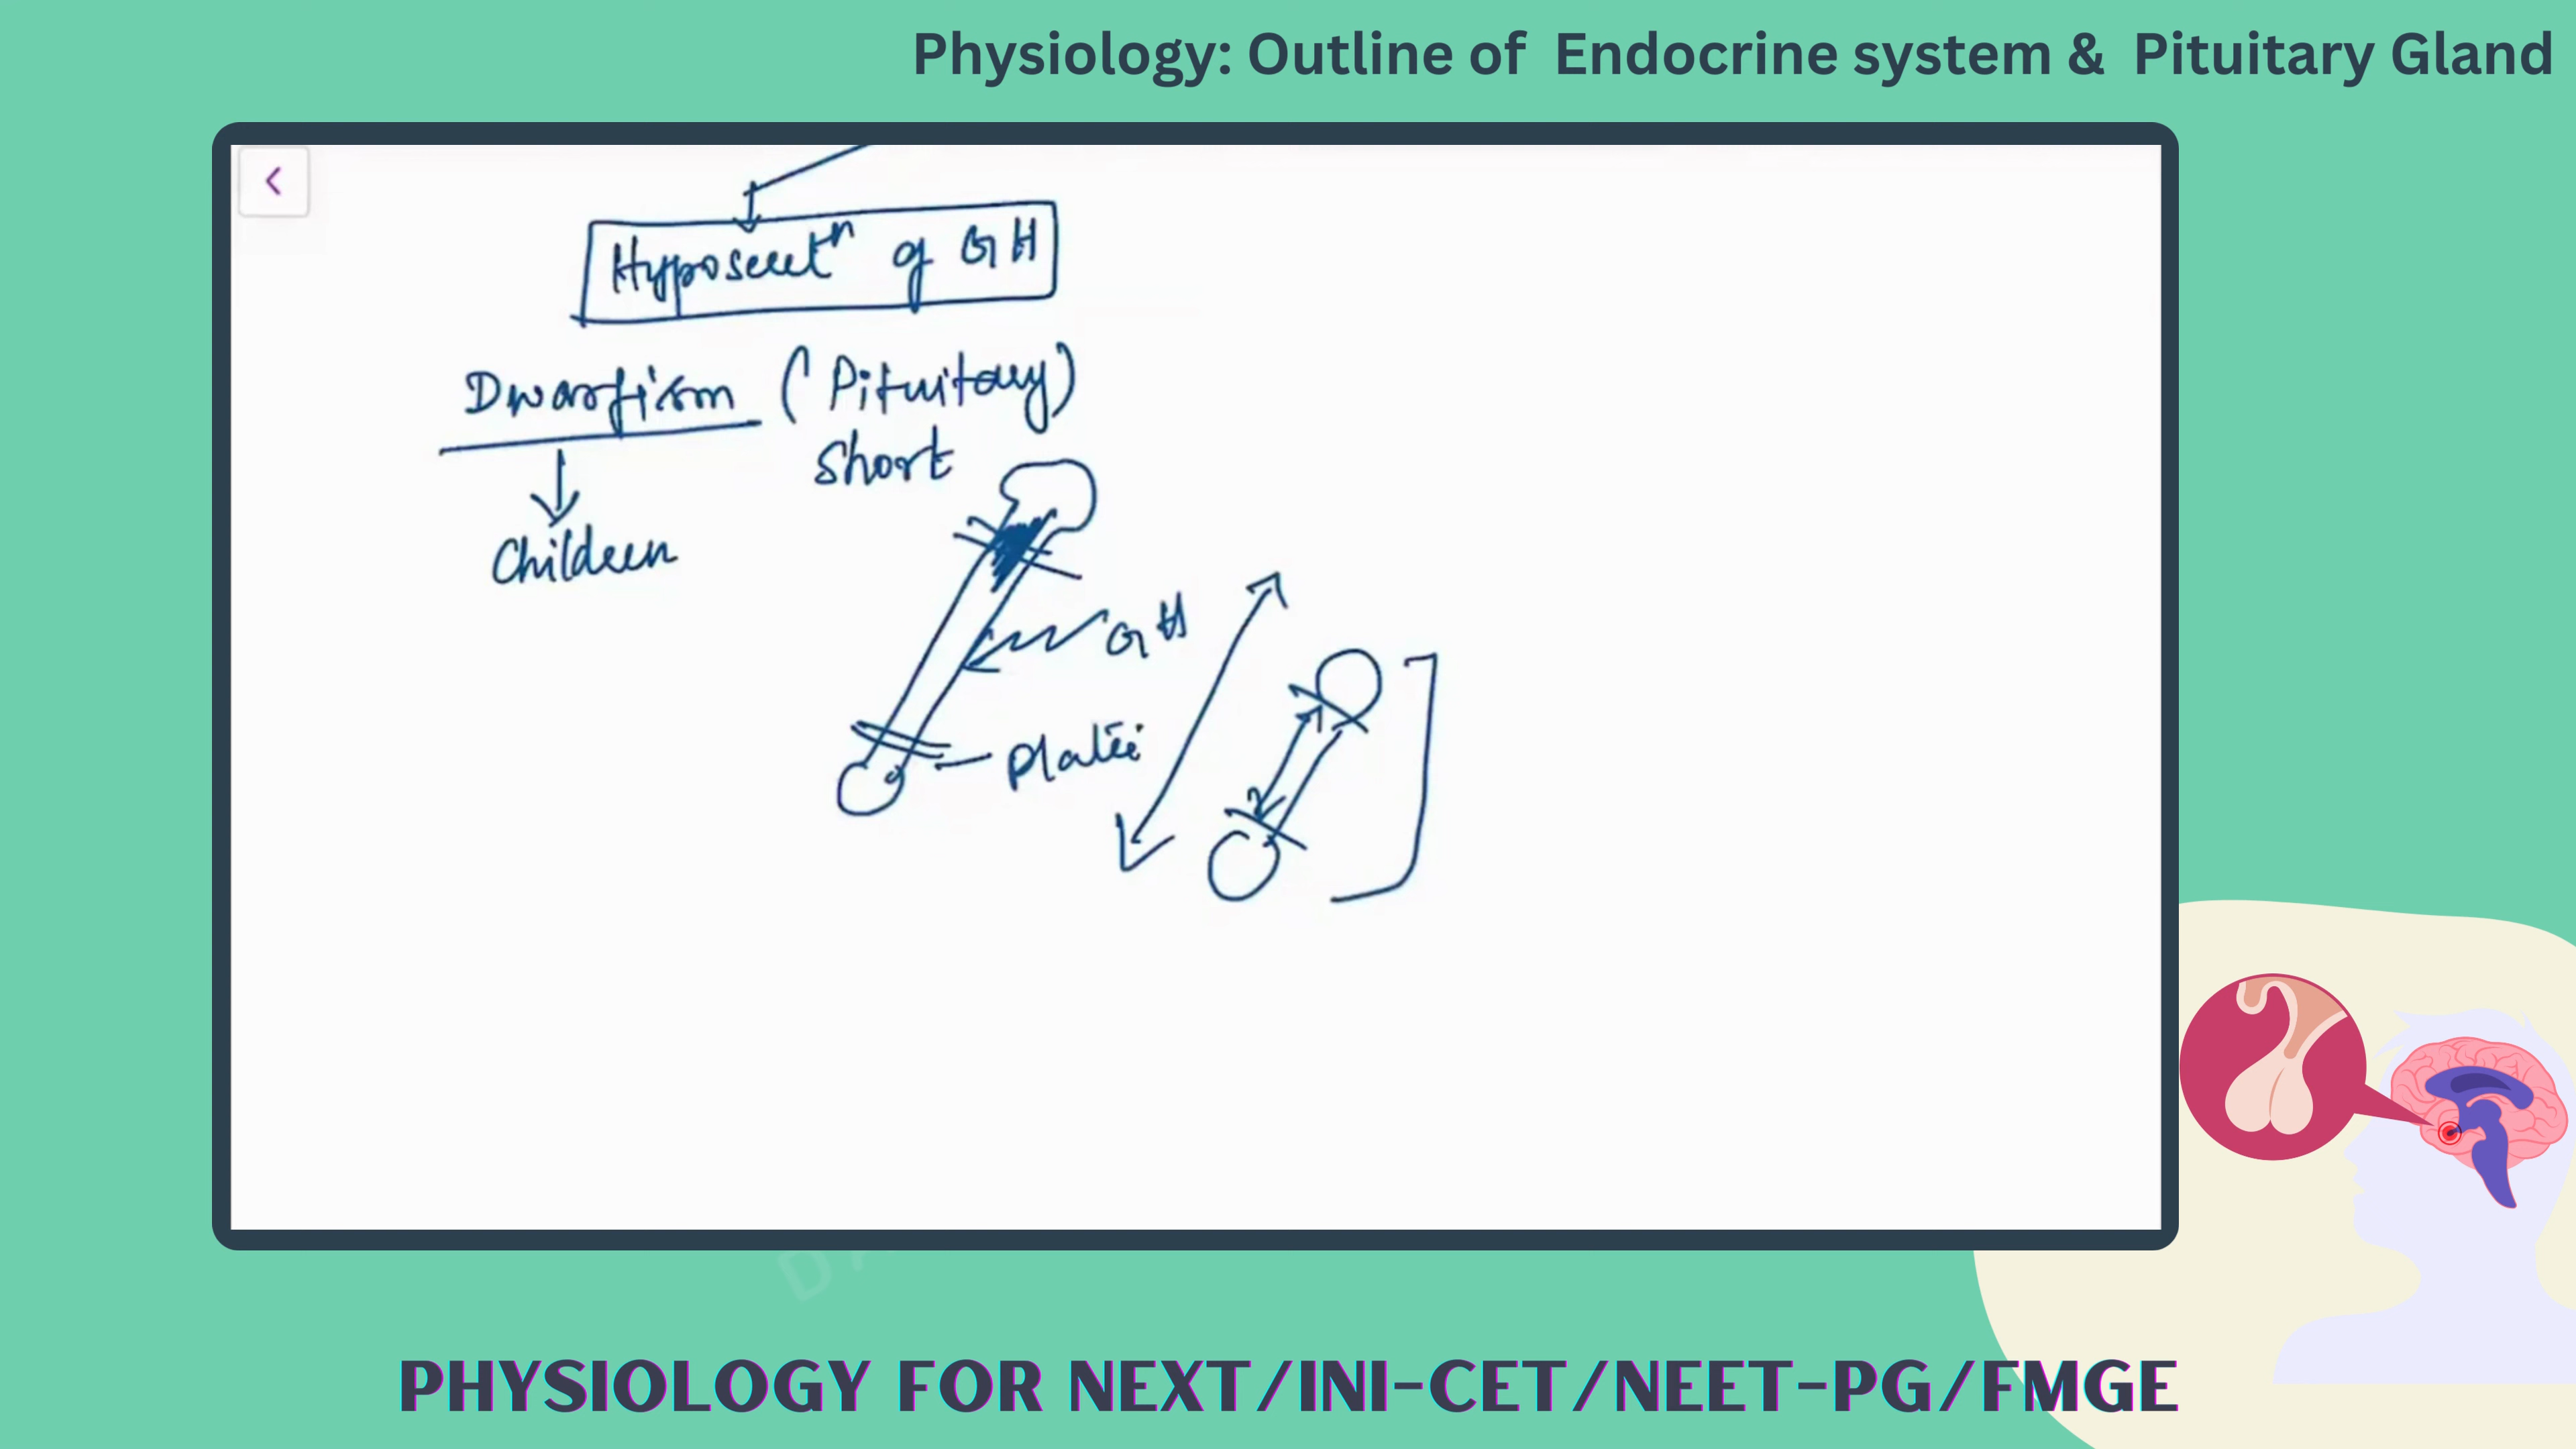 Physiology: Outline of Endocrine system & Pituitary Gland
Hyposecretⁿ of GH
Dwarfism (Pituitary)
Short
Children
GH
Plate
PHYSIOLOGY FOR NEXT/INI-CET/NEET-PG/FMGE